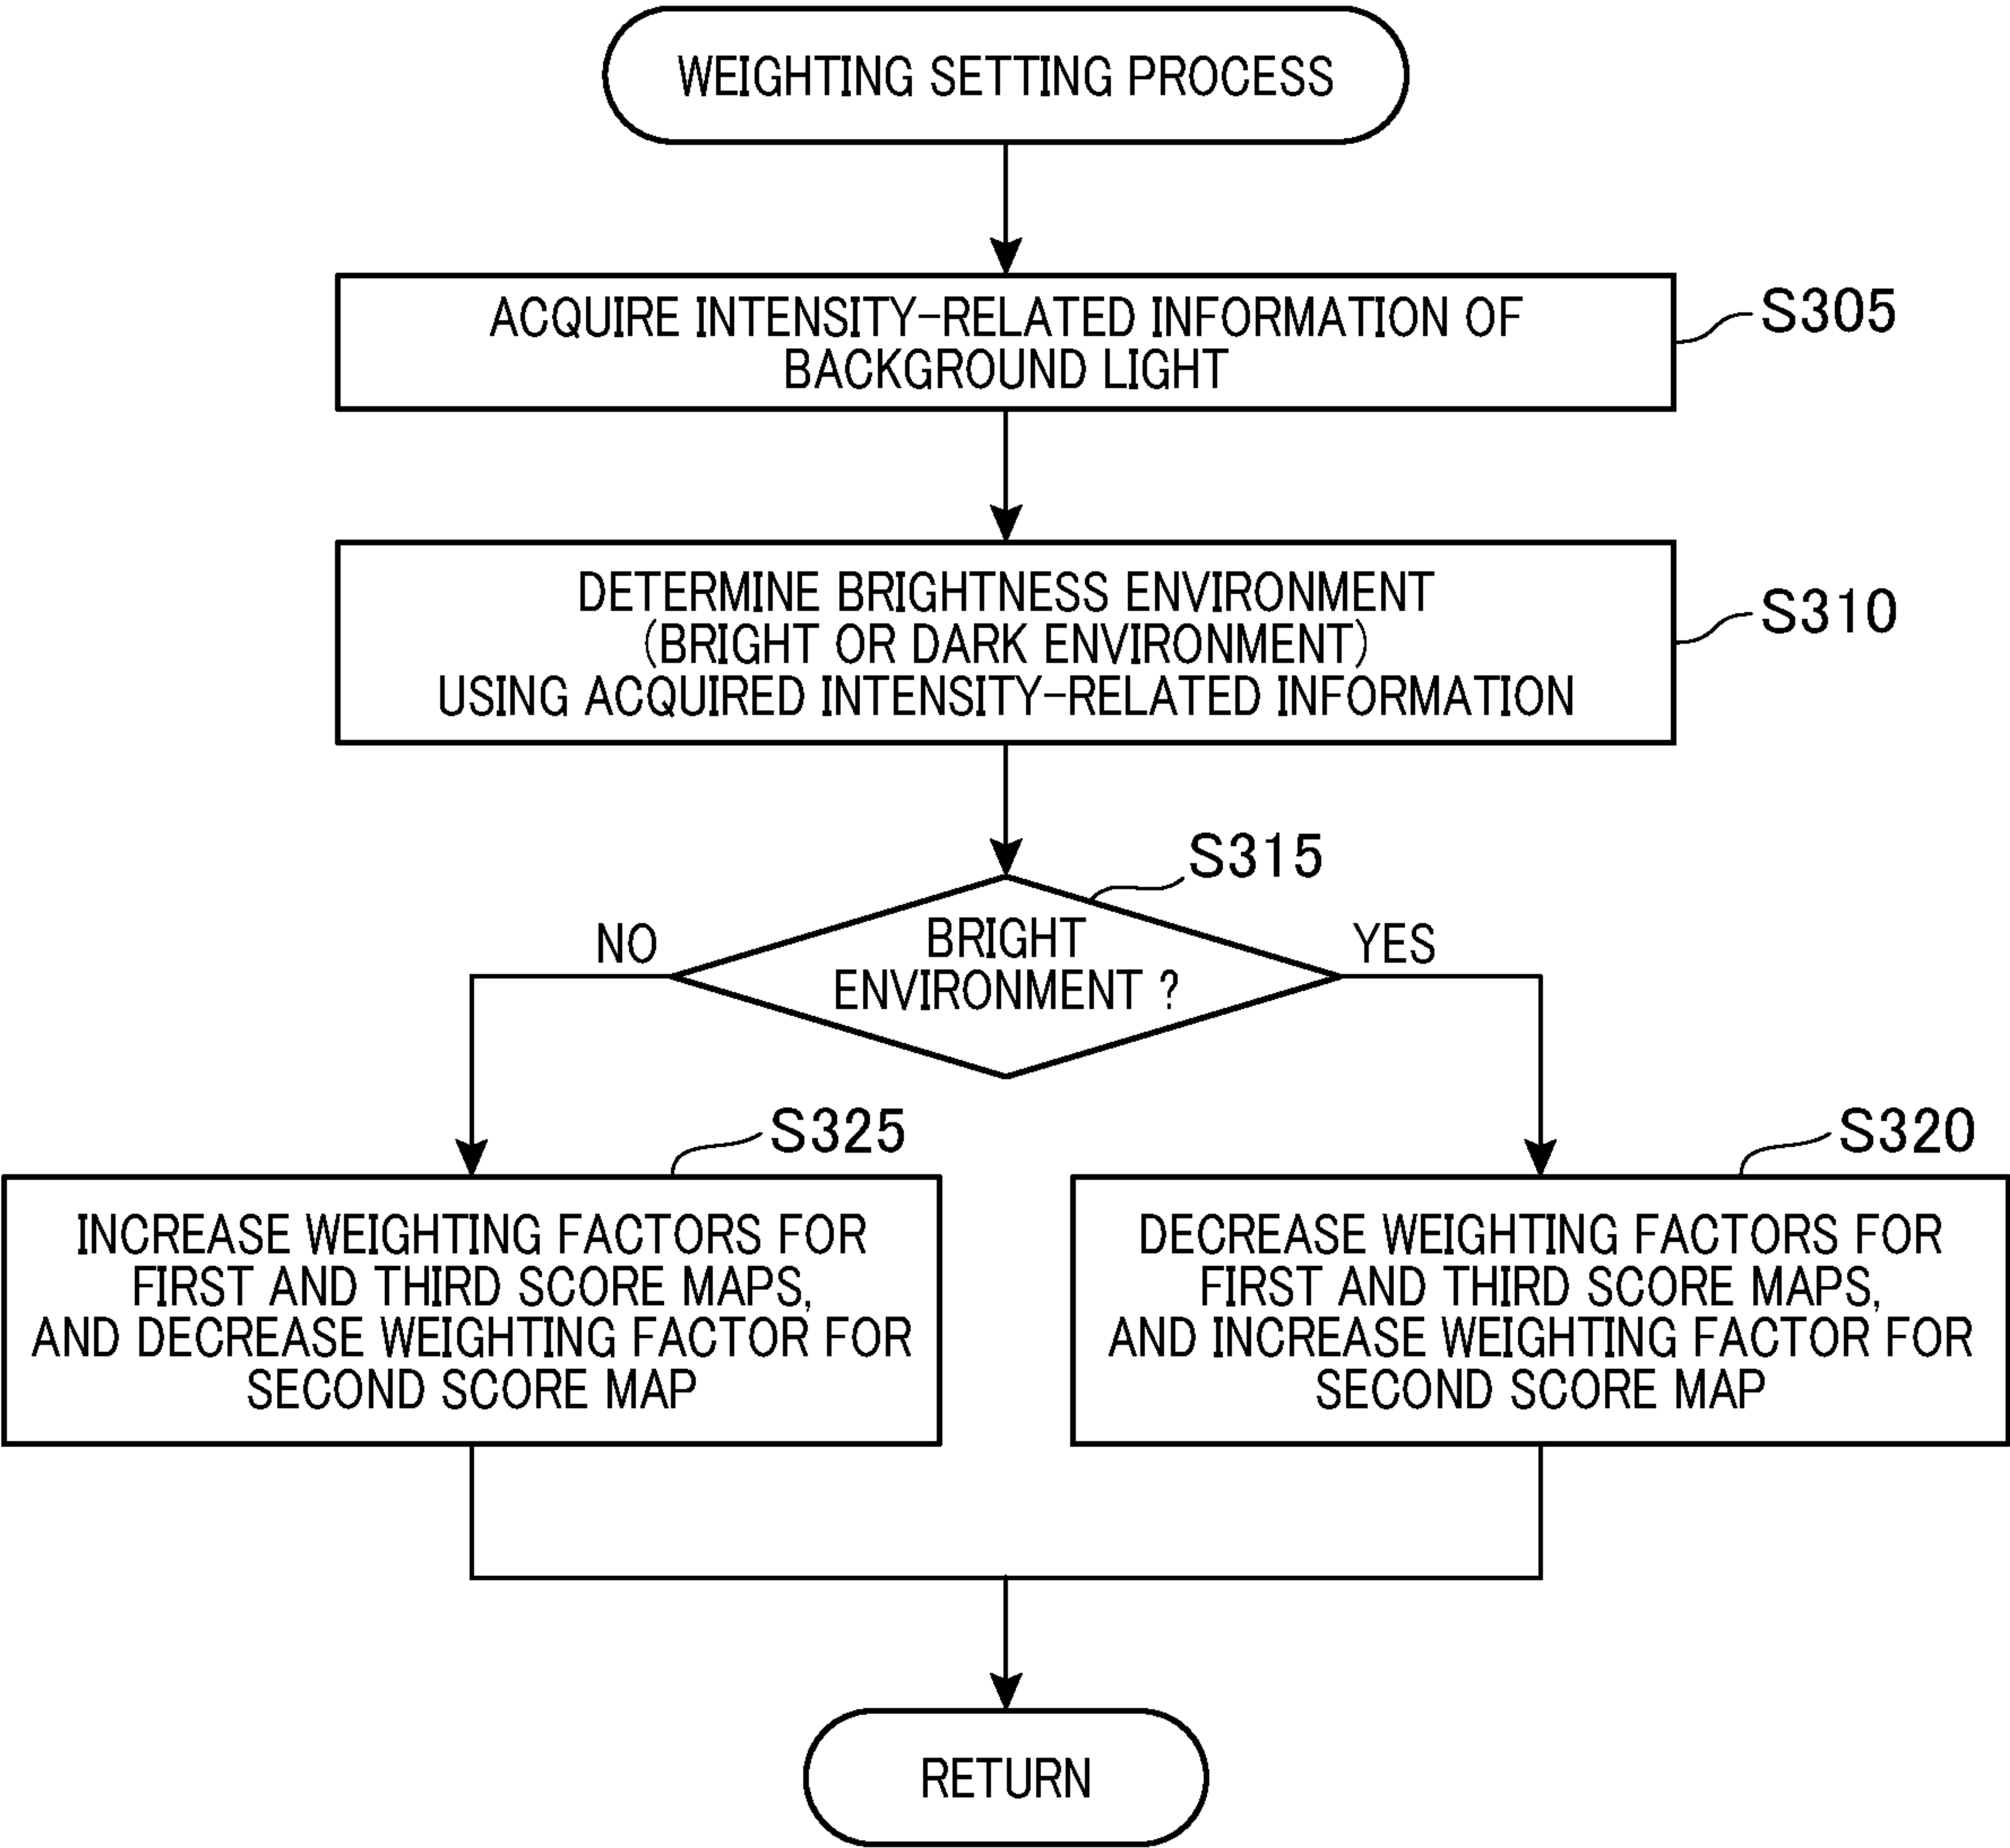 WEIGHTING SETTING PROCESS
ACQUIRE INTENSITY-RELATED INFORMATION OF
BACKGROUND LIGHT
S305
DETERMINE BRIGHTNESS ENVIRONMENT
(BRIGHT OR DARK ENVIRONMENT)
USING ACQUIRED INTENSITY-RELATED INFORMATION
S310
S315
BRIGHT
ENVIRONMENT ?
NO
YES
S325
INCREASE WEIGHTING FACTORS FOR
FIRST AND THIRD SCORE MAPS,
AND DECREASE WEIGHTING FACTOR FOR
SECOND SCORE MAP
S320
DECREASE WEIGHTING FACTORS FOR
FIRST AND THIRD SCORE MAPS,
AND INCREASE WEIGHTING FACTOR FOR
SECOND SCORE MAP
RETURN